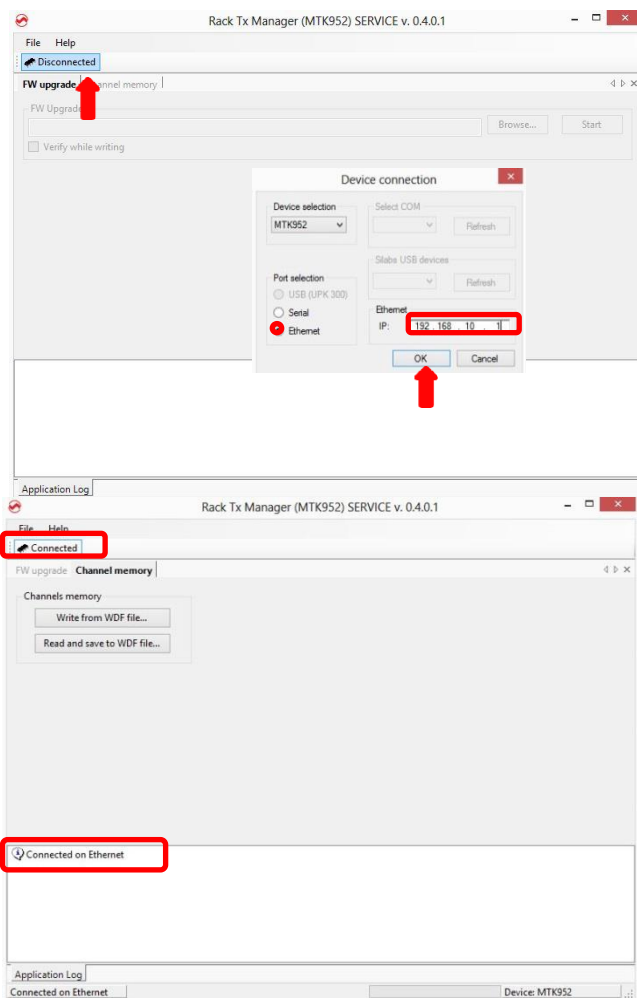 Rack Tx Manager (MTK952) SERVICE v. 0.4.0.1
File Help
Disconnected
FW upgrade annel memory
FW Upgrade
Browse... Start
Verify while writing
Device connection
Device selection Select COM
MTK952 Refresh
Silabs USB devices
Refresh
Port selection
USB (UPK 300)
Serial
Ethernet
Ethernet
IP: 192 . 168 . 10 . 1
OK Cancel
Application Log
Rack Tx Manager (MTK952) SERVICE v. 0.4.0.1
File Help
Connected
FW upgrade Channel memory
Channels memory
Write from WDF file...
Read and save to WDF file...
Connected on Ethernet
Application Log
Connected on Ethernet Device: MTK952